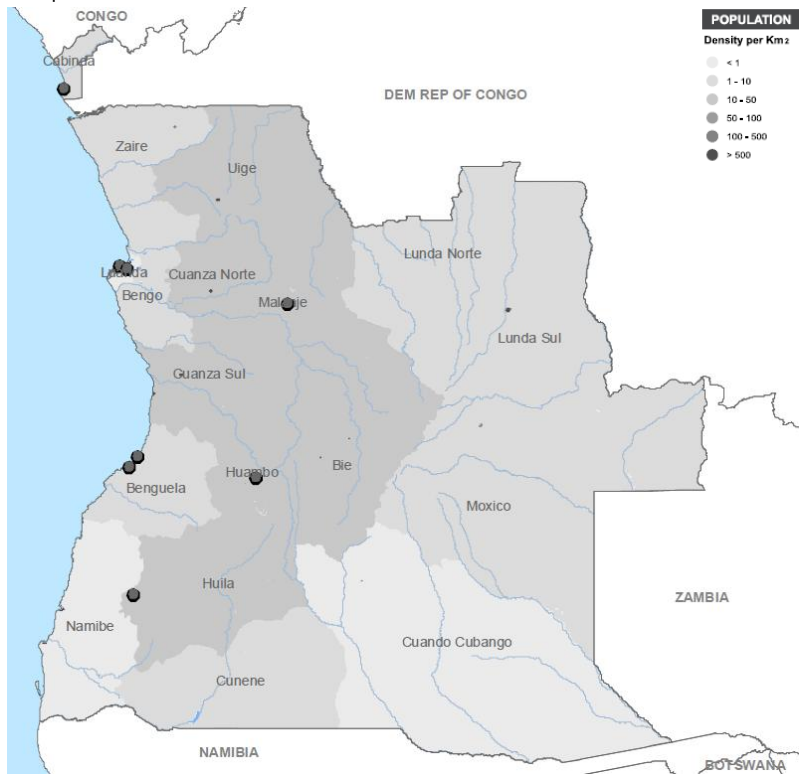 CONGO
POPULATION
Density per Km2
< 1
1 - 10
10 - 50
50 - 100
100 - 500
> 500
Cabinda
DEM REP OF CONGO
Zaire
Uige
Lunda Norte
Luanda
Cuanza Norte
Bengo
Malanje
Lunda Sul
Guanza Sul
Bie
Huambo
Benguela
Moxico
Huila
ZAMBIA
Namibe
Cuando Cubango
Cunene
NAMIBIA
BOTSWANA